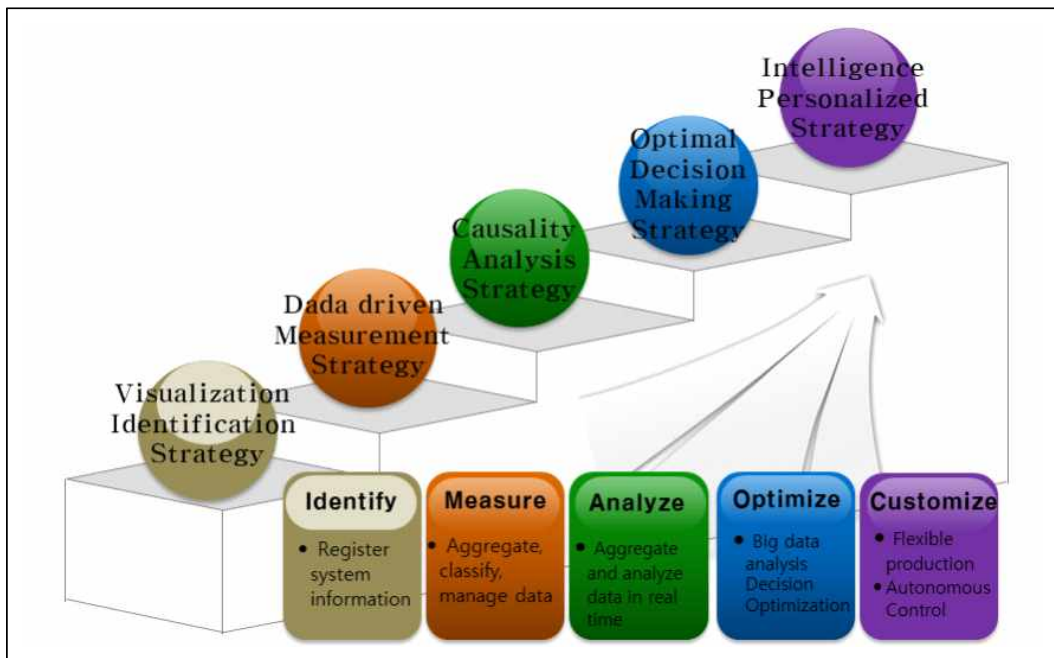 Intelligence
Personalized
Strategy
Optimal
Decision
Making
Strategy
Causality
Analysis
Strategy
Dada driven
Measurement
Strategy
Visualization
Identification
Strategy
Identify
• Register
system
information
Measure
• Aggregate,
classify,
manage data
Analyze
• Aggregate
and analyze
data in real
time
Optimize
• Big data
analysis
Decision
Optimization
Customize
• Flexible
production
• Autonomous
Control